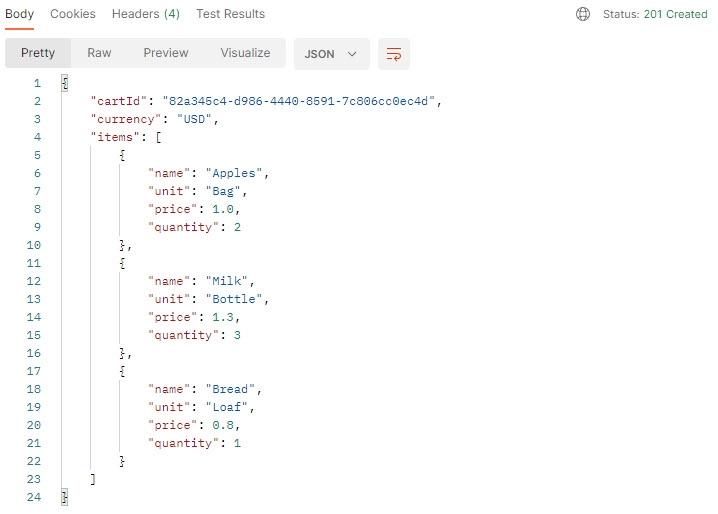 Body Cookies Headers (4) Test Results Status: 201 Created
Pretty Raw Preview Visualize JSON
1 {
2 "cartId": "82a345c4-d986-4440-8591-7c806cc0ec4d",
3 "currency": "USD",
4 "items": [
5 {
6 "name": "Apples",
7 "unit": "Bag",
8 "price": 1.0,
9 "quantity": 2
10 },
11 {
12 "name": "Milk",
13 "unit": "Bottle",
14 "price": 1.3,
15 "quantity": 3
16 },
17 {
18 "name": "Bread",
19 "unit": "Loaf",
20 "price": 0.8,
21 "quantity": 1
22 }
23 ]
24 }